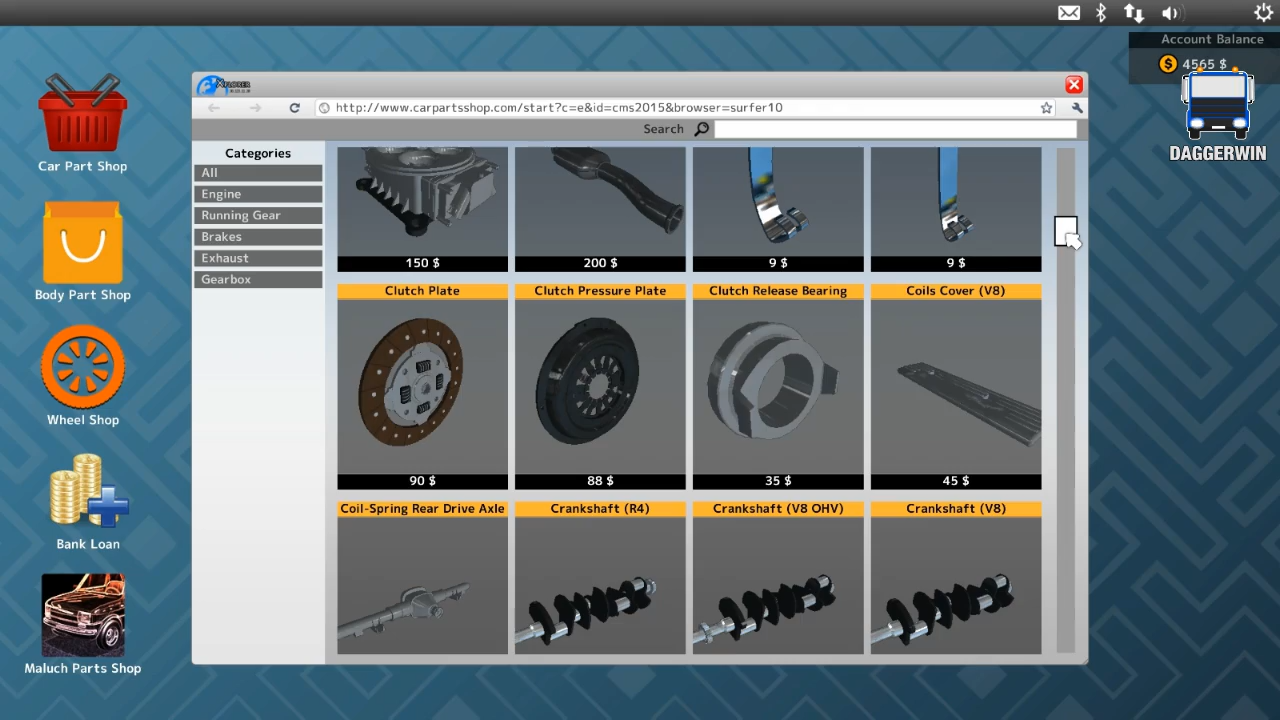 Account Balance
4565 $
DAGGERWIN
XPLORER
http://www.carpartsshop.com/start?c=e&id=cms2015&browser=surfer10
Search
Categories
All
Engine
Running Gear
Brakes
Exhaust
Gearbox
Car Part Shop
Body Part Shop
Wheel Shop
Bank Loan
Maluch Parts Shop
150 $
200 $
9 $
9 $
Clutch Plate
Clutch Pressure Plate
Clutch Release Bearing
Coils Cover (V8)
90 $
88 $
35 $
45 $
Coil-Spring Rear Drive Axle
Crankshaft (R4)
Crankshaft (V8 OHV)
Crankshaft (V8)